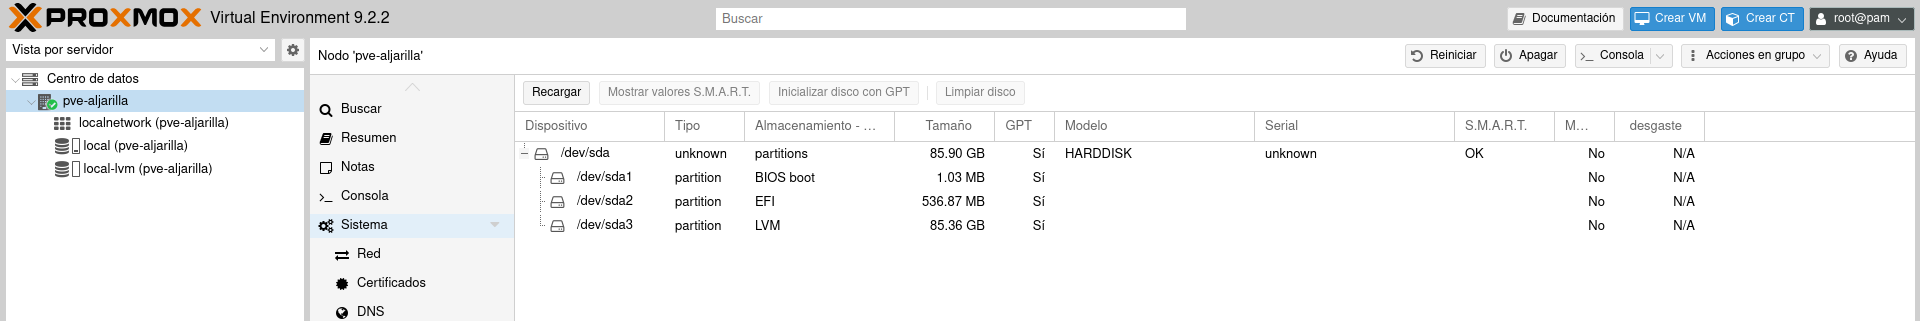 PROXMOX Virtual Environment 9.2.2 Buscar Documentación Crear VM Crear CT root@pam
Vista por servidor Nodo 'pve-aljarilla' Reiniciar Apagar Consola Acciones en grupo Ayuda
Centro de datos
pve-aljarilla
localnetwork (pve-aljarilla)
local (pve-aljarilla)
local-lvm (pve-aljarilla)
Buscar
Resumen
Notas
Consola
Sistema
Red
Certificados
DNS
Recargar Mostrar valores S.M.A.R.T. Inicializar disco con GPT Limpiar disco
Dispositivo Tipo Almacenamiento - ... Tamaño GPT Modelo Serial S.M.A.R.T. M... desgaste
/dev/sda unknown partitions 85.90 GB Sí HARDDISK unknown OK No N/A
/dev/sda1 partition BIOS boot 1.03 MB Sí No N/A
/dev/sda2 partition EFI 536.87 MB Sí No N/A
/dev/sda3 partition LVM 85.36 GB Sí No N/A